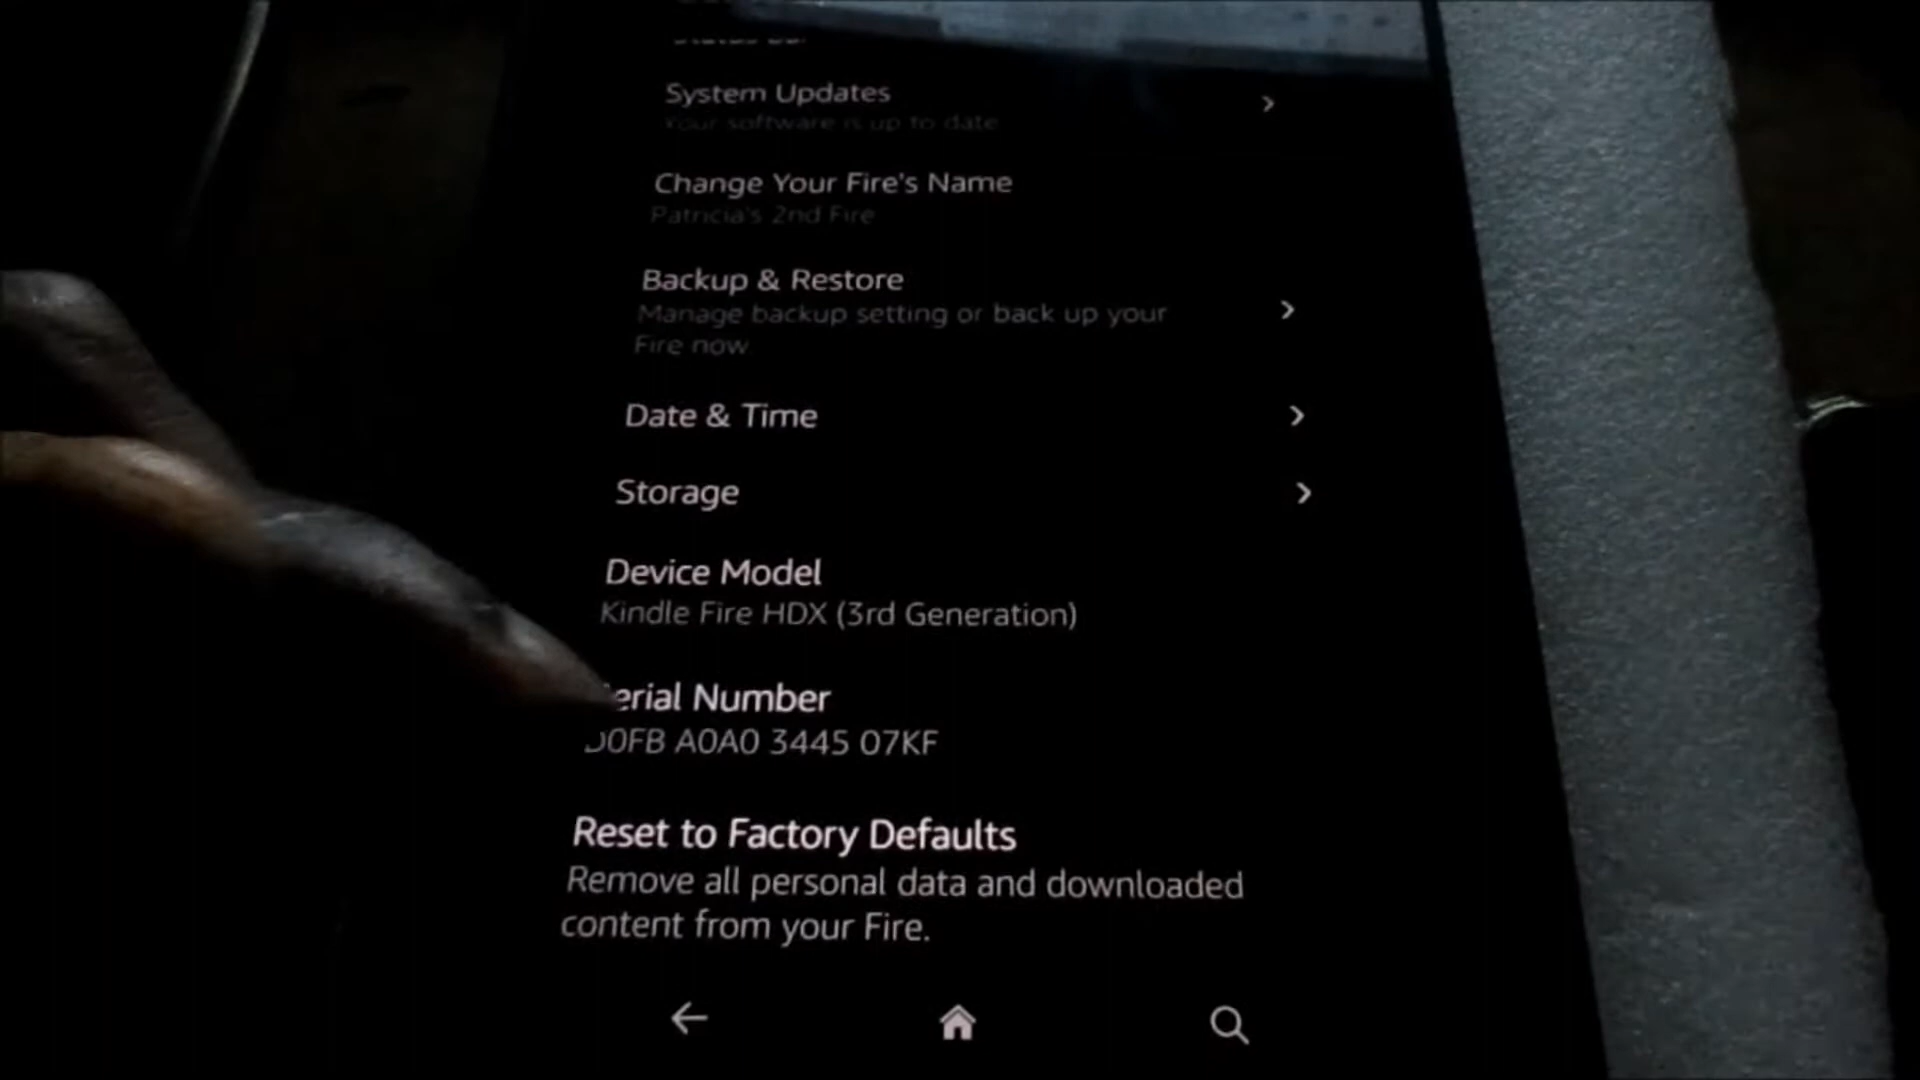 System Updates
Your software is up to date
Change Your Fire's Name
Patricia's 2nd Fire
Backup & Restore
Manage backup setting or back up your
Fire now
Date & Time
Storage
Device Model
Kindle Fire HDX (3rd Generation)
Serial Number
D0FB A0A0 3445 07KF
Reset to Factory Defaults
Remove all personal data and downloaded
content from your Fire.